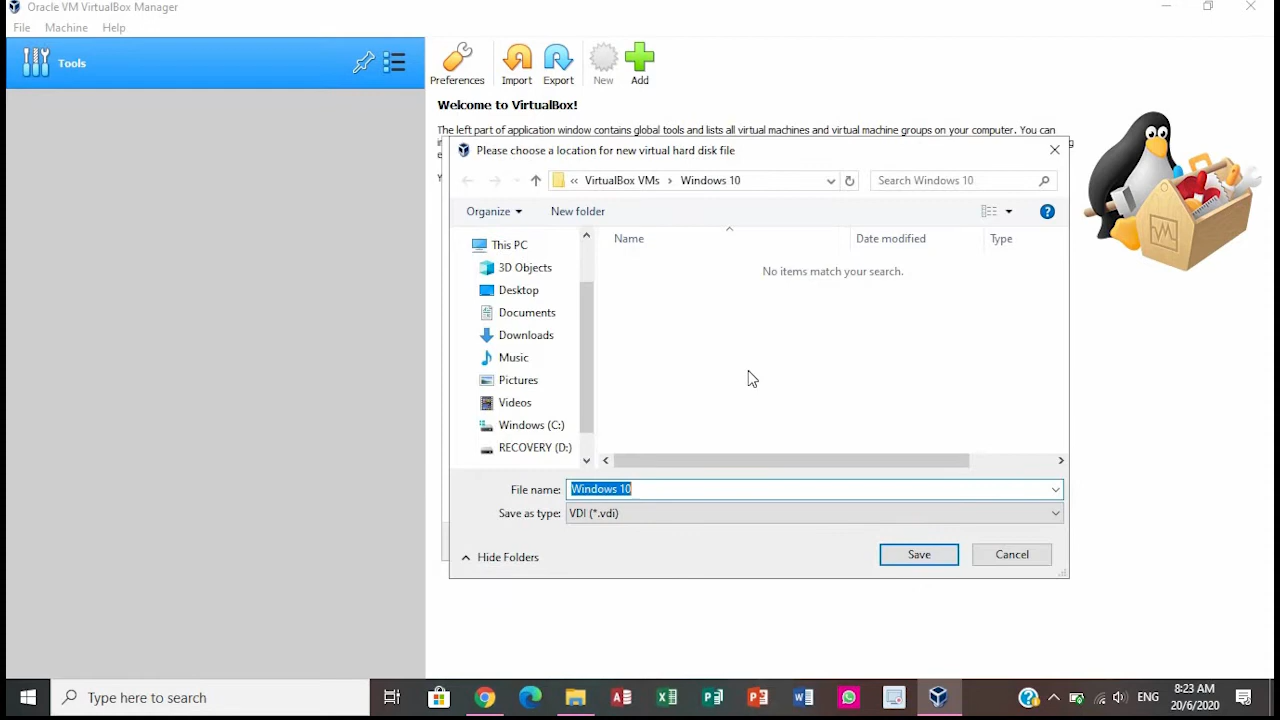 Oracle VM VirtualBox Manager
File Machine Help
Tools
Preferences Import Export New Add
Welcome to VirtualBox!
The left part of application window contains global tools and lists all virtual machines and virtual machine groups on your computer. You can
Please choose a location for new virtual hard disk file
« VirtualBox VMs › Windows 10
Search Windows 10
Organize New folder
This PC
3D Objects
Desktop
Documents
Downloads
Music
Pictures
Videos
Windows (C:)
RECOVERY (D:)
Name Date modified Type
No items match your search.
File name: Windows 10
Save as type: VDI (*.vdi)
Hide Folders Save Cancel
Type here to search
ENG
8:23 AM
20/6/2020